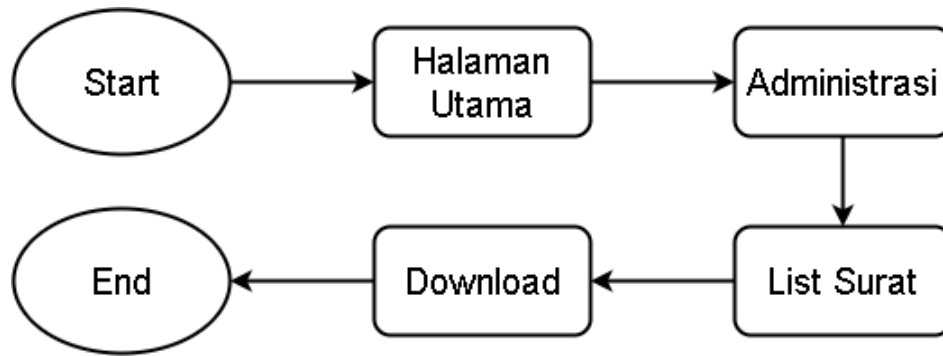 Start
Halaman
Utama
Administrasi
End
Download
List Surat